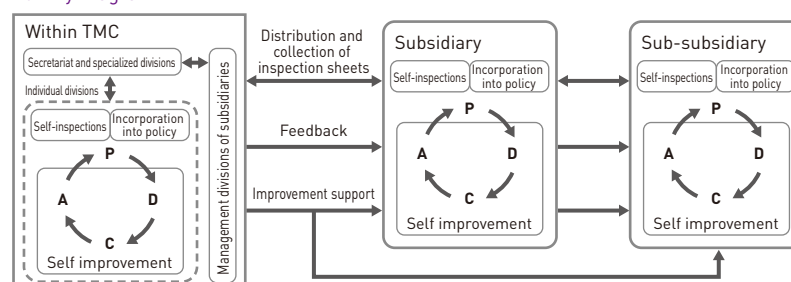 Within TMC
Secretariat and specialized divisions
Individual divisions
Self-inspections
Incorporation
into policy
P
A
D
C
Self improvement
Management divisions of subsidiaries
Distribution and
collection of
inspection sheets
Feedback
Improvement support
Subsidiary
Self-inspections
Incorporation
into policy
P
A
D
C
Self improvement
Sub-subsidiary
Self-inspections
Incorporation
into policy
P
A
D
C
Self improvement